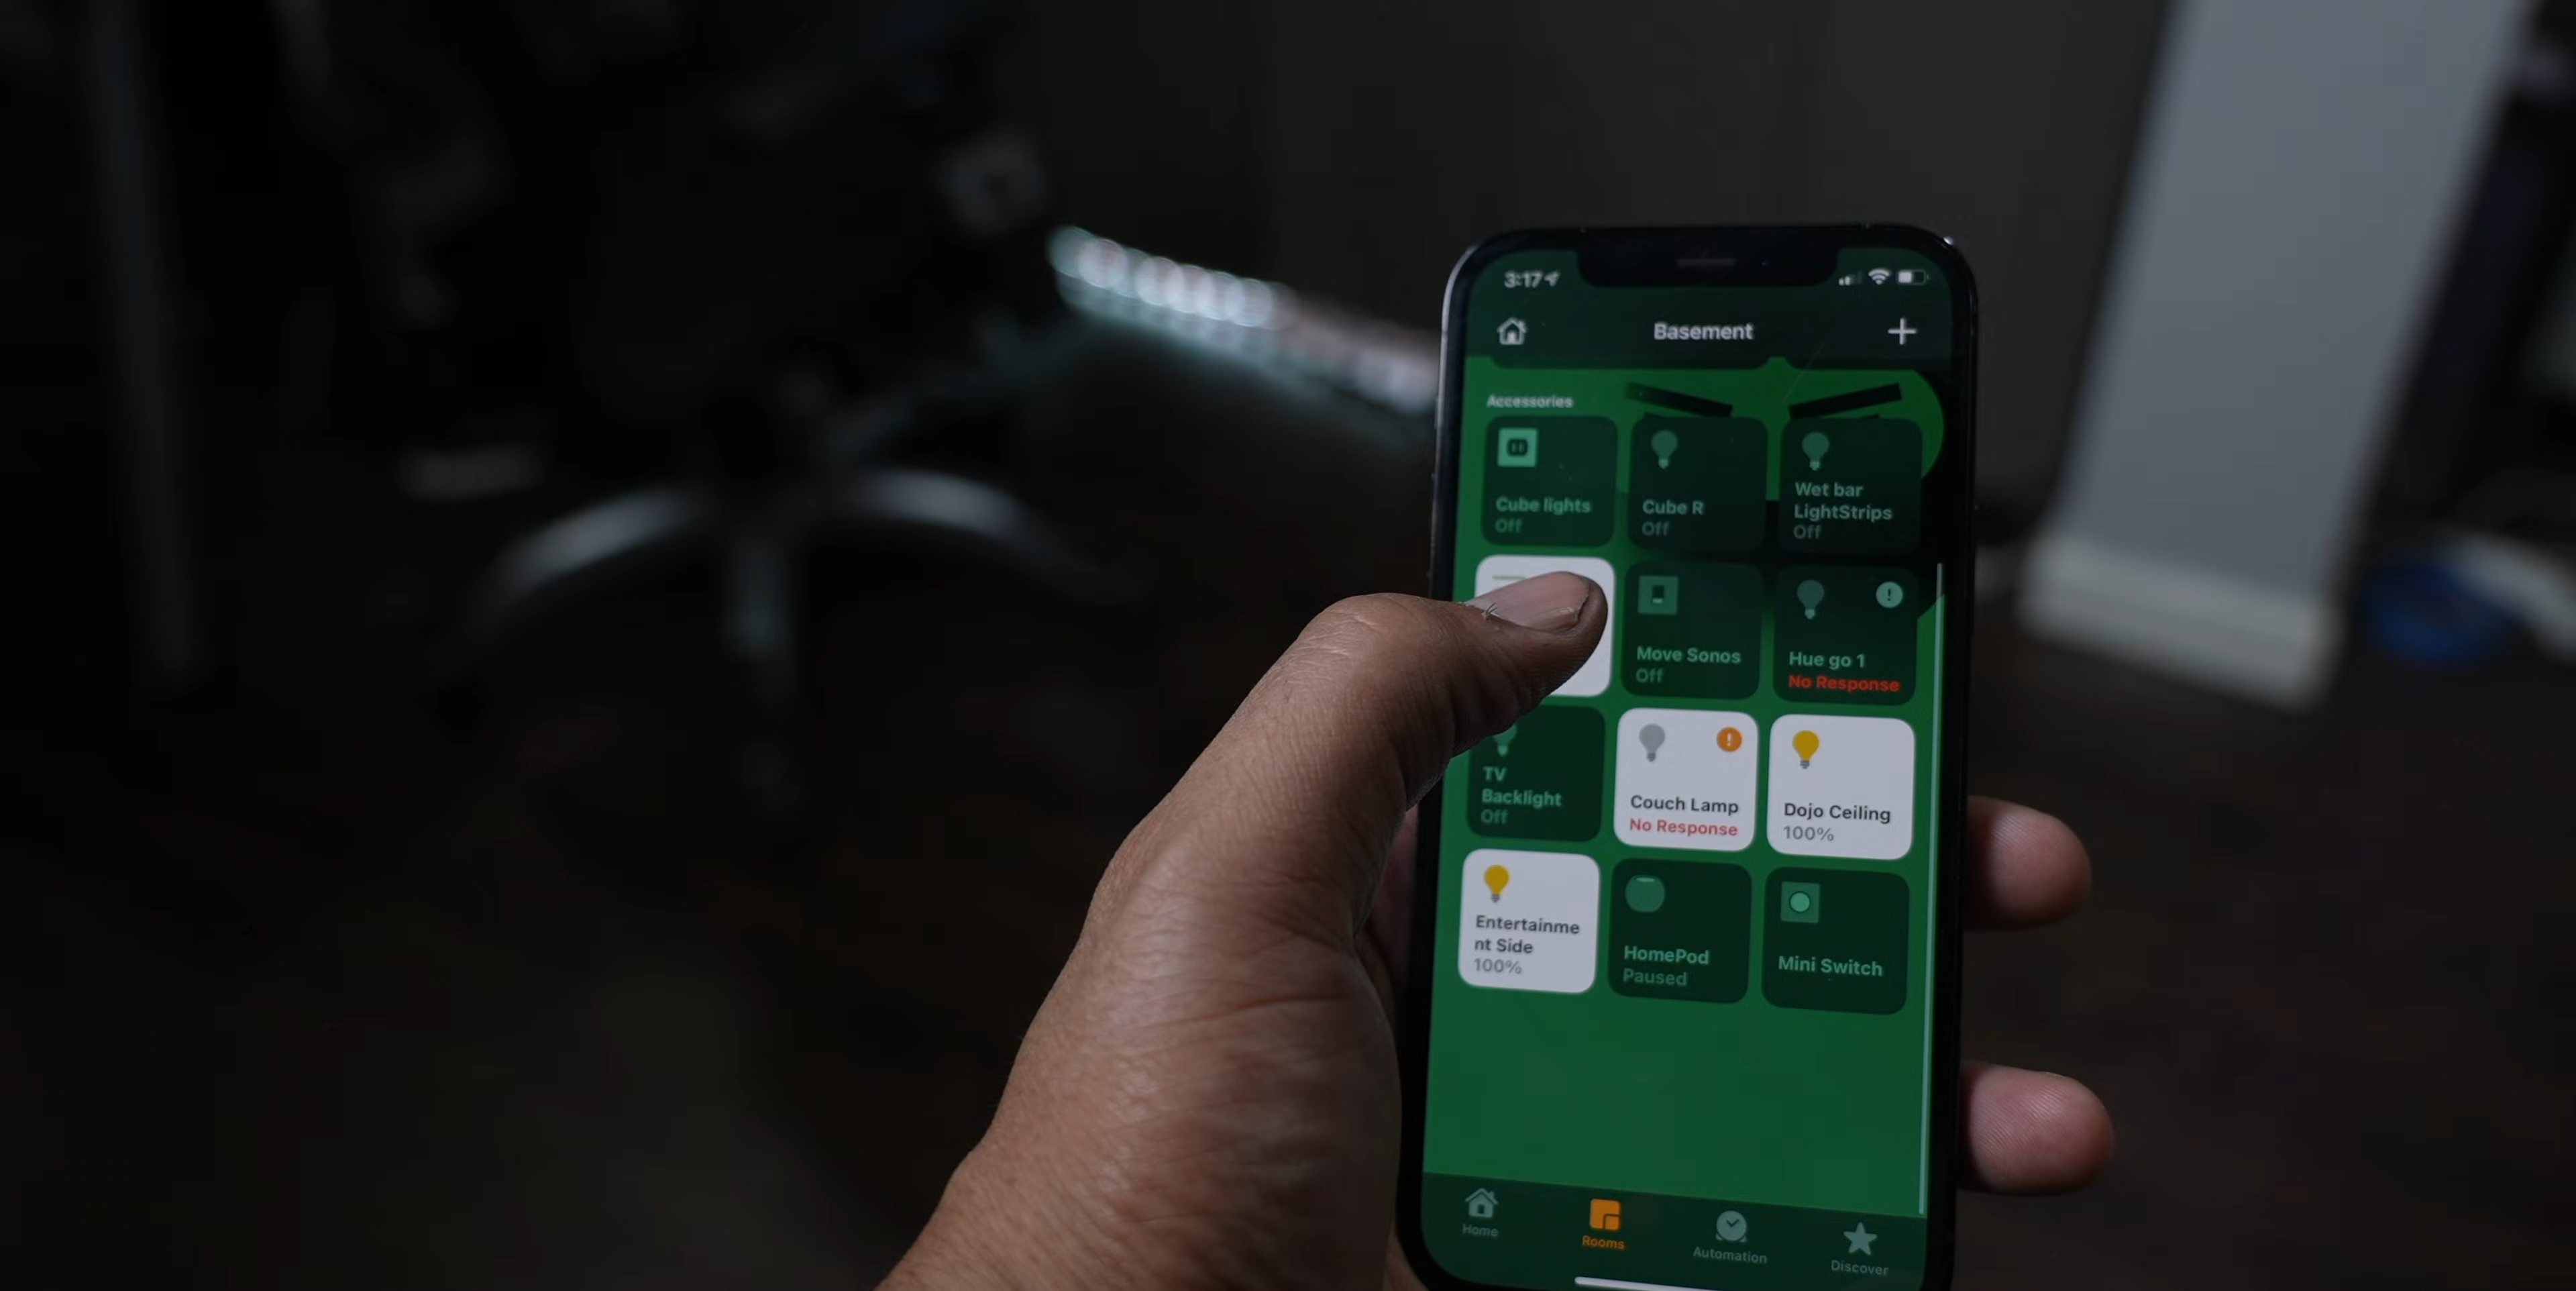 3:17
Basement
Accessories
Cube lights
Off
Cube R
Off
Wet bar
LightStrips
Off
Move Sonos
Off
Hue go 1
No Response
TV
Backlight
Off
Couch Lamp
No Response
Dojo Ceiling
100%
Entertainme
nt Side
100%
HomePod
Paused
Mini Switch
Home
Rooms
Automation
Discover